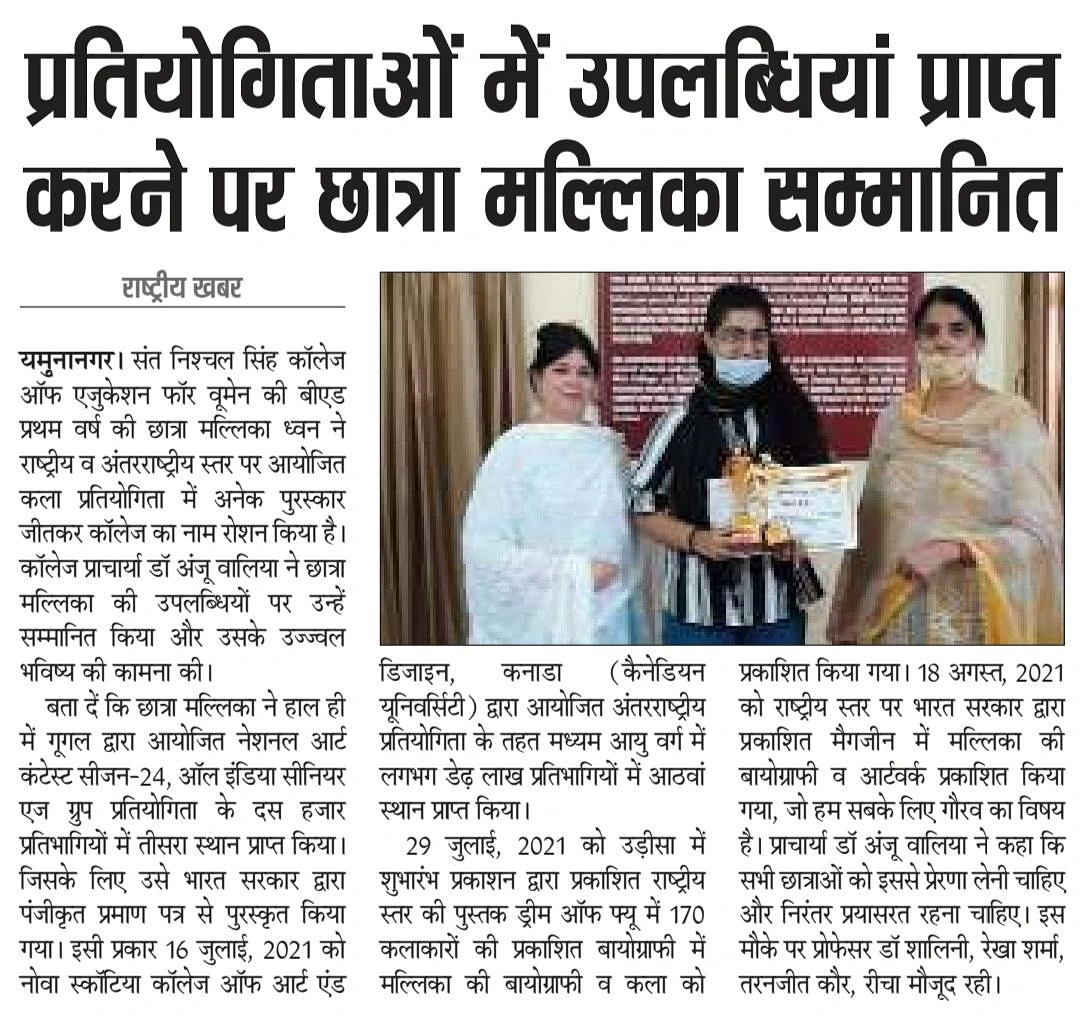 प्रतियोगिताओं में उपलब्धियां प्राप्त
करने पर छात्रा मल्लिका सम्मानित
राष्ट्रीय खबर
यमुनानगर। संत निश्चल सिंह कॉलेज
ऑफ एजुकेशन फॉर वूमेन की बीएड
प्रथम वर्ष की छात्रा मल्लिका ध्वन ने
राष्ट्रीय व अंतरराष्ट्रीय स्तर पर आयोजित
कला प्रतियोगिता में अनेक पुरस्कार
जीतकर कॉलेज का नाम रोशन किया है।
कॉलेज प्राचार्या डॉ अंजू वालिया ने छात्रा
मल्लिका की उपलब्धियों पर उन्हें
सम्मानित किया और उसके उज्ज्वल
भविष्य की कामना की।
बता दें कि छात्रा मल्लिका ने हाल ही
में गूगल द्वारा आयोजित नेशनल आर्ट
कंटेस्ट सीजन-24, ऑल इंडिया सीनियर
एज ग्रुप प्रतियोगिता के दस हजार
प्रतिभागियों में तीसरा स्थान प्राप्त किया।
जिसके लिए उसे भारत सरकार द्वारा
पंजीकृत प्रमाण पत्र से पुरस्कृत किया
गया। इसी प्रकार 16 जुलाई, 2021 को
नोवा स्कॉटिया कॉलेज ऑफ आर्ट एंड
डिजाइन, कनाडा (कैनेडियन
यूनिवर्सिटी) द्वारा आयोजित अंतरराष्ट्रीय
प्रतियोगिता के तहत मध्यम आयु वर्ग में
लगभग डेढ़ लाख प्रतिभागियों में आठवां
स्थान प्राप्त किया।
29 जुलाई, 2021 को उड़ीसा में
शुभारंभ प्रकाशन द्वारा प्रकाशित राष्ट्रीय
स्तर की पुस्तक ड्रीम ऑफ फ्यू में 170
कलाकारों की प्रकाशित बायोग्राफी में
मल्लिका की बायोग्राफी व कला को
प्रकाशित किया गया। 18 अगस्त, 2021
को राष्ट्रीय स्तर पर भारत सरकार द्वारा
प्रकाशित मैगजीन में मल्लिका की
बायोग्राफी व आर्टवर्क प्रकाशित किया
गया, जो हम सबके लिए गौरव का विषय
है। प्राचार्या डॉ अंजू वालिया ने कहा कि
सभी छात्राओं को इससे प्रेरणा लेनी चाहिए
और निरंतर प्रयासरत रहना चाहिए। इस
मौके पर प्रोफेसर डॉ शालिनी, रेखा शर्मा,
तरनजीत कौर, रीचा मौजूद रही।